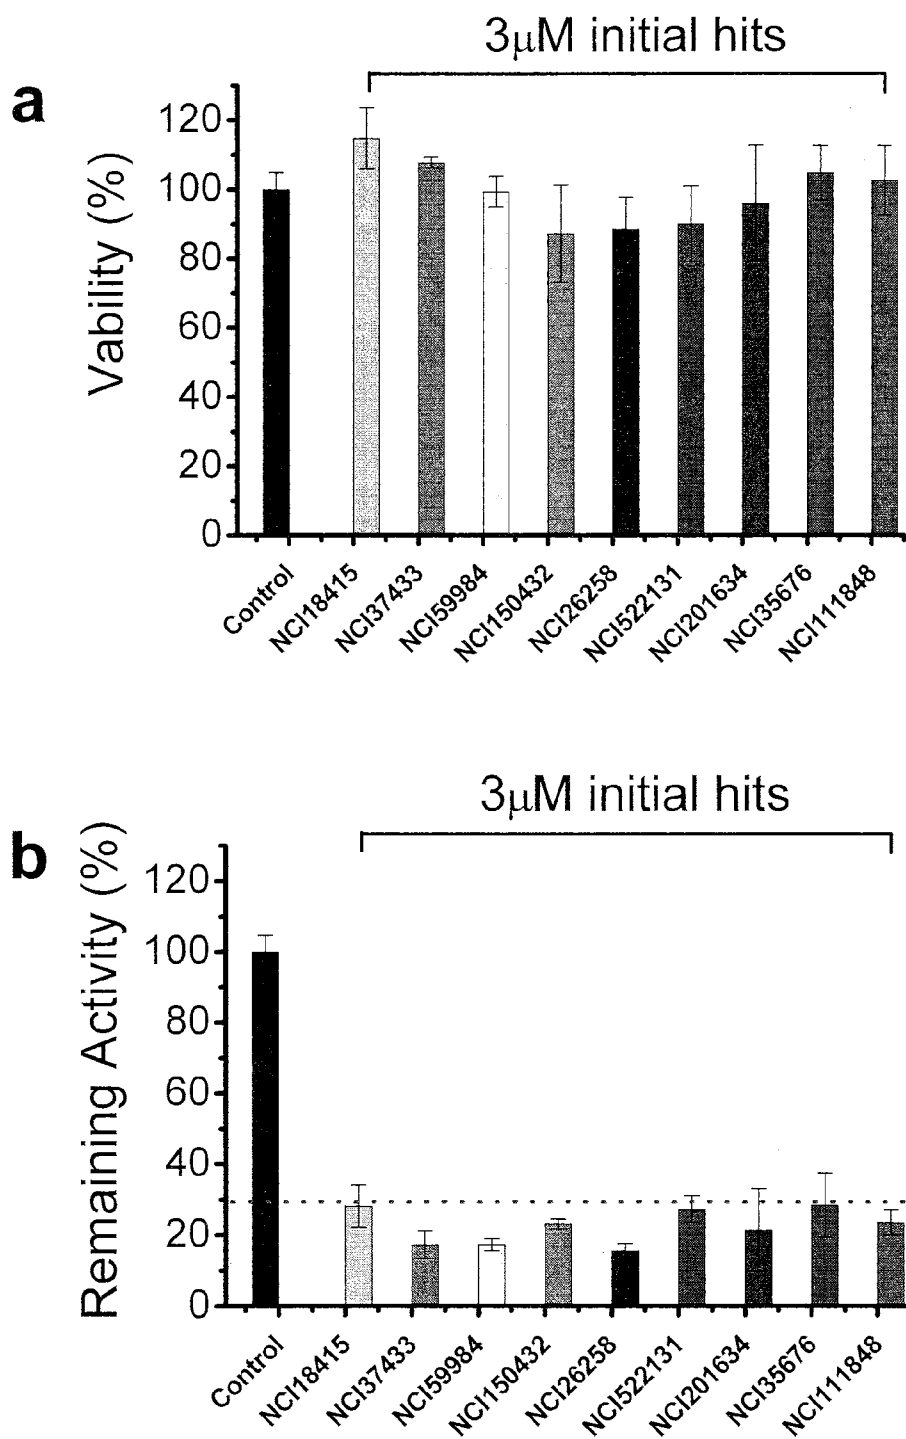 3μM initial hits
a
Vability (%)
120
100
80
60
40
20
0
Control
NCI18415
NCI37433
NCI59984
NCI150432
NCI26258
NCI522131
NCI201634
NCI35676
NCI111848
3μM initial hits
b
Remaining Activity (%)
120
100
80
60
40
20
0
Control
NCI18415
NCI37433
NCI59984
NCI150432
NCI26258
NCI522131
NCI201634
NCI35676
NCI111848